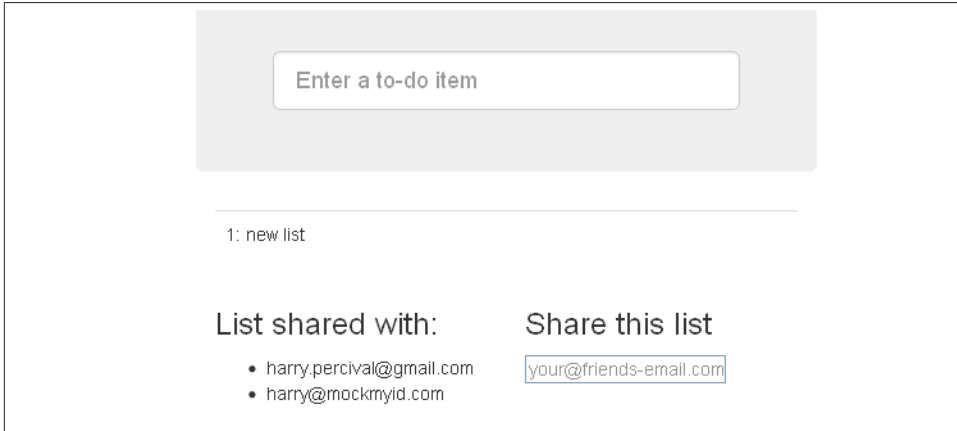 Enter a to-do item
1: new list
List shared with:
harry.percival@gmail.com
harry@mockmyid.com
Share this list
your@friends-email.com